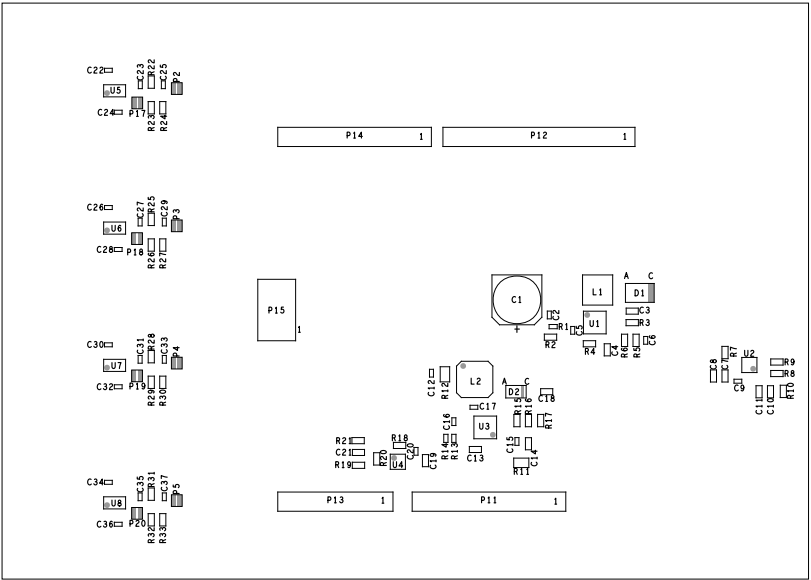 C22
C23
R22
C25
P2
U5
P17
C24
R23
R24
P14
1
P12
1
C26
C27
R25
C29
P3
U6
P18
C28
R26
R27
P15
1
C1
+
C2
R1
R2
C5
L1
U1
R4
C4
R6
R5
C6
A
C
D1
C3
R3
C30
C31
R28
C33
P4
U7
P19
C32
R29
R30
C8
C7
R7
U2
C9
R9
R8
C11
C10
R10
C12
R12
L2
A
C
D2
C18
C17
C16
U3
R15
R16
R17
R14
R13
C13
C15
C14
R11
R21
C21
R19
R20
R18
U4
C20
C19
C34
C35
R31
C37
P5
U8
P20
C36
R32
R33
P13
1
P11
1